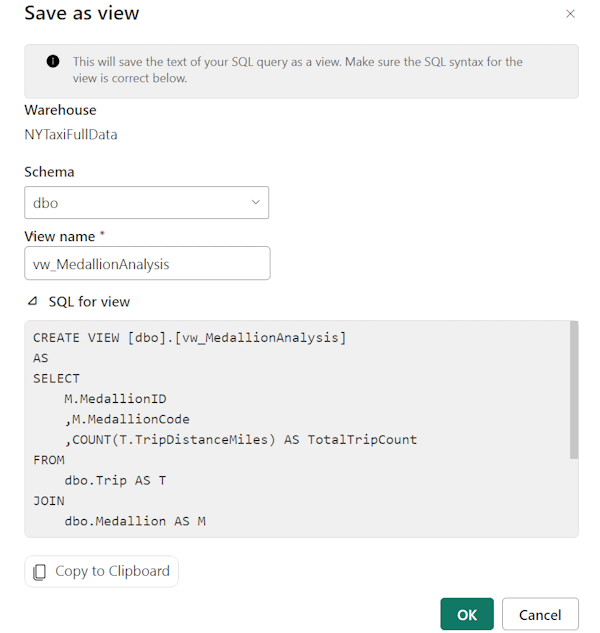 Save as view
This will save the text of your SQL query as a view. Make sure the SQL syntax for the
view is correct below.
Warehouse
NYTaxiFullData
Schema
dbo
View name *
vw_MedallionAnalysis
SQL for view
CREATE VIEW [dbo].[vw_MedallionAnalysis]
AS
SELECT
    M.MedallionID
    ,M.MedallionCode
    ,COUNT(T.TripDistanceMiles) AS TotalTripCount
FROM
    dbo.Trip AS T
JOIN
    dbo.Medallion AS M
Copy to Clipboard
OK Cancel